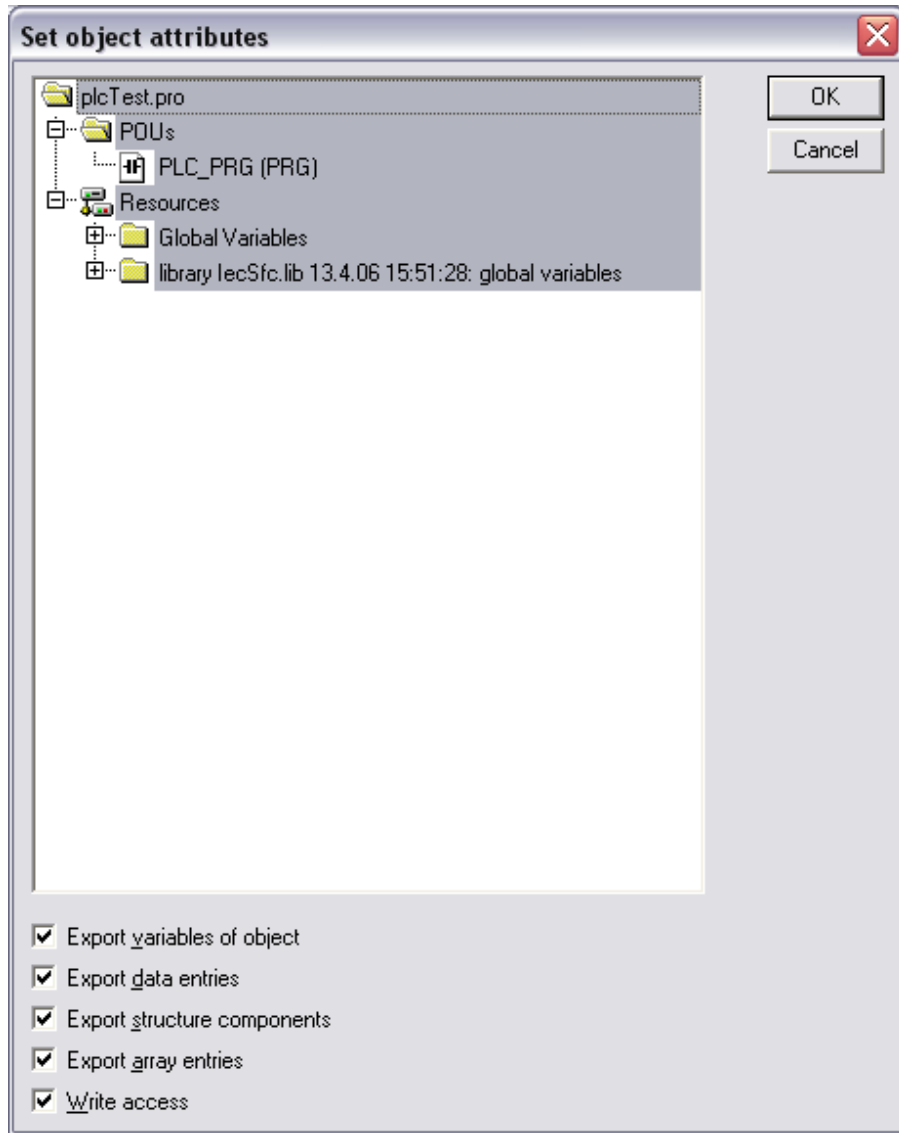 Set object attributes
plcTest.pro
OK
POUs
Cancel
PLC_PRG (PRG)
Resources
Global Variables
library IecSfc.lib 13.4.06 15:51:28: global variables
Export variables of object
Export data entries
Export structure components
Export array entries
Write access